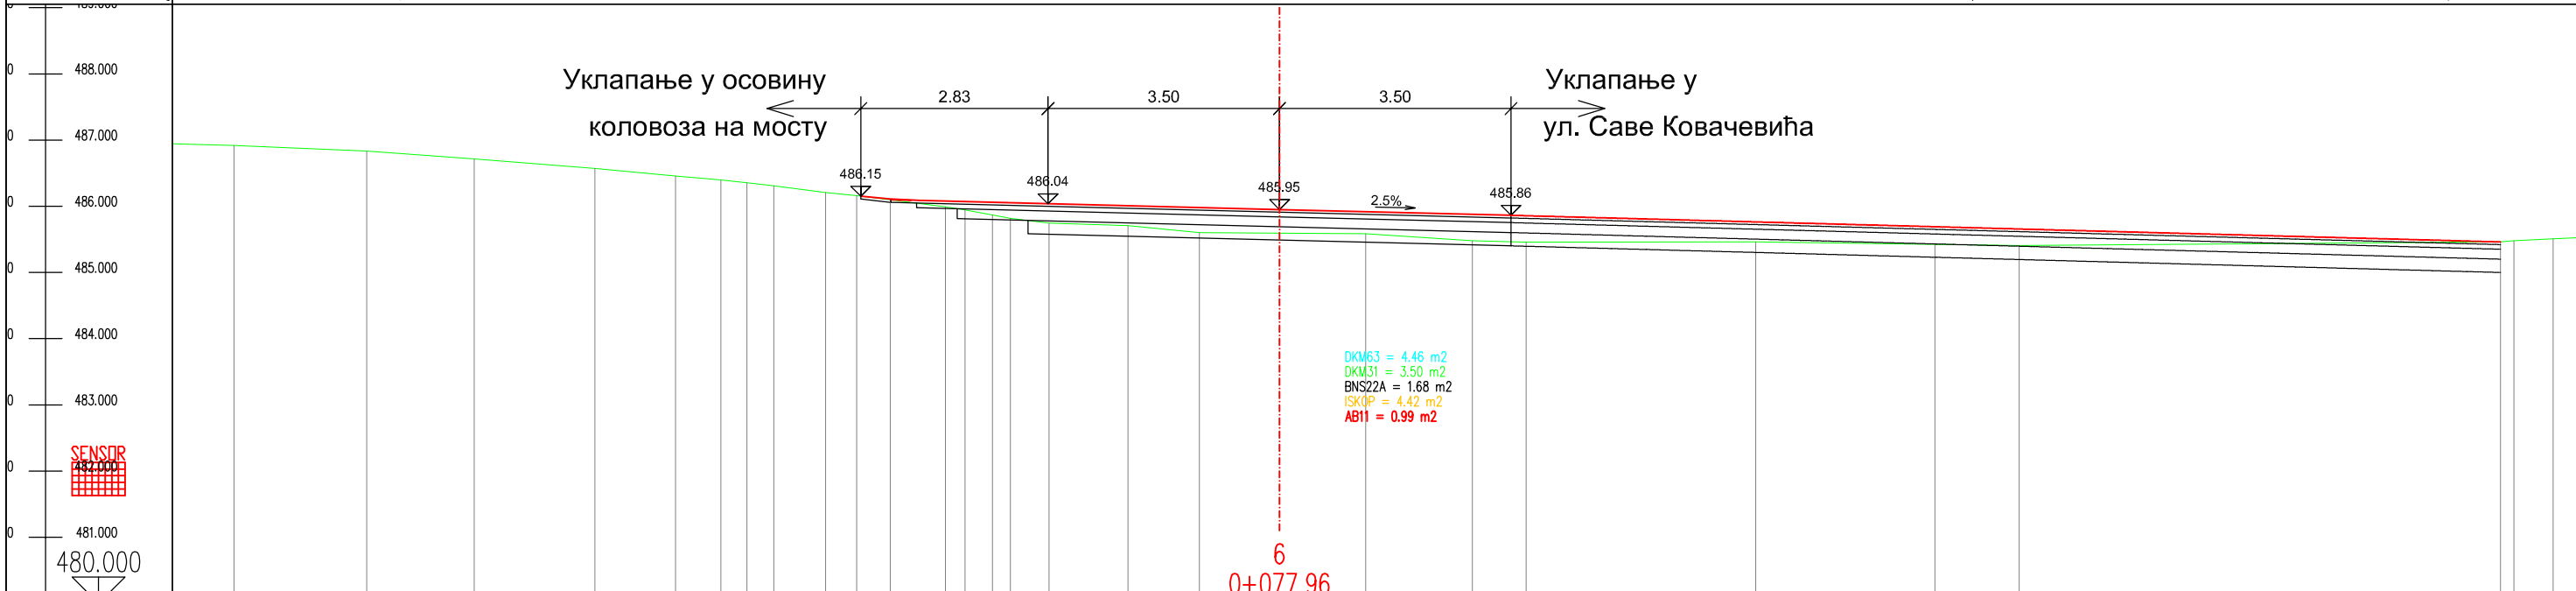 488.000
487.000
486.000
485.000
484.000
483.000
482.000
481.000
480.000
SENSOR
Уклапање у осовину
коловоза на мосту
2.83
3.50
3.50
Уклапање у
ул. Саве Ковачевића
486.15
486.04
485.95
2.5%
485.86
DKM63 = 4.46 m2
DKM31 = 3.50 m2
BNS22A = 1.68 m2
ISKOP = 4.42 m2
AB11 = 0.99 m2
6
0+077.96